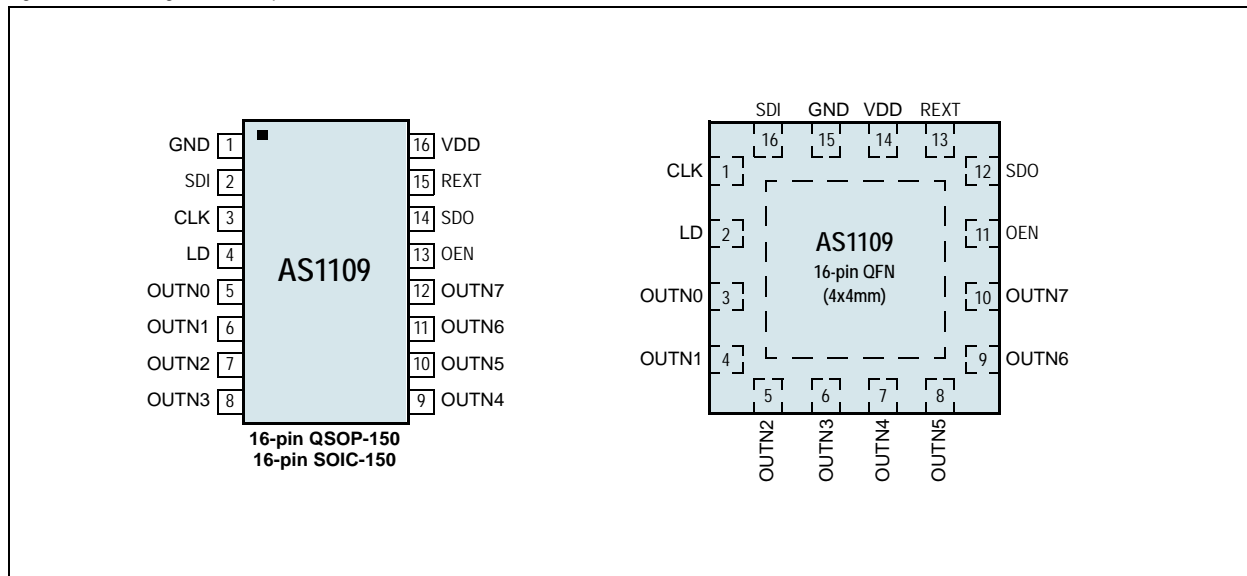 GND 1
SDI 2
CLK 3
LD 4
OUTN0 5
OUTN1 6
OUTN2 7
OUTN3 8
AS1109
16 VDD
15 REXT
14 SDO
13 OEN
12 OUTN7
11 OUTN6
10 OUTN5
9 OUTN4
16-pin QSOP-150
16-pin SOIC-150
SDI GND VDD REXT
16 15 14 13
CLK 1
LD 2
OUTN0 3
OUTN1 4
AS1109
16-pin QFN
(4x4mm)
12 SDO
11 OEN
10 OUTN7
9 OUTN6
5 6 7 8
OUTN2
OUTN3
OUTN4
OUTN5